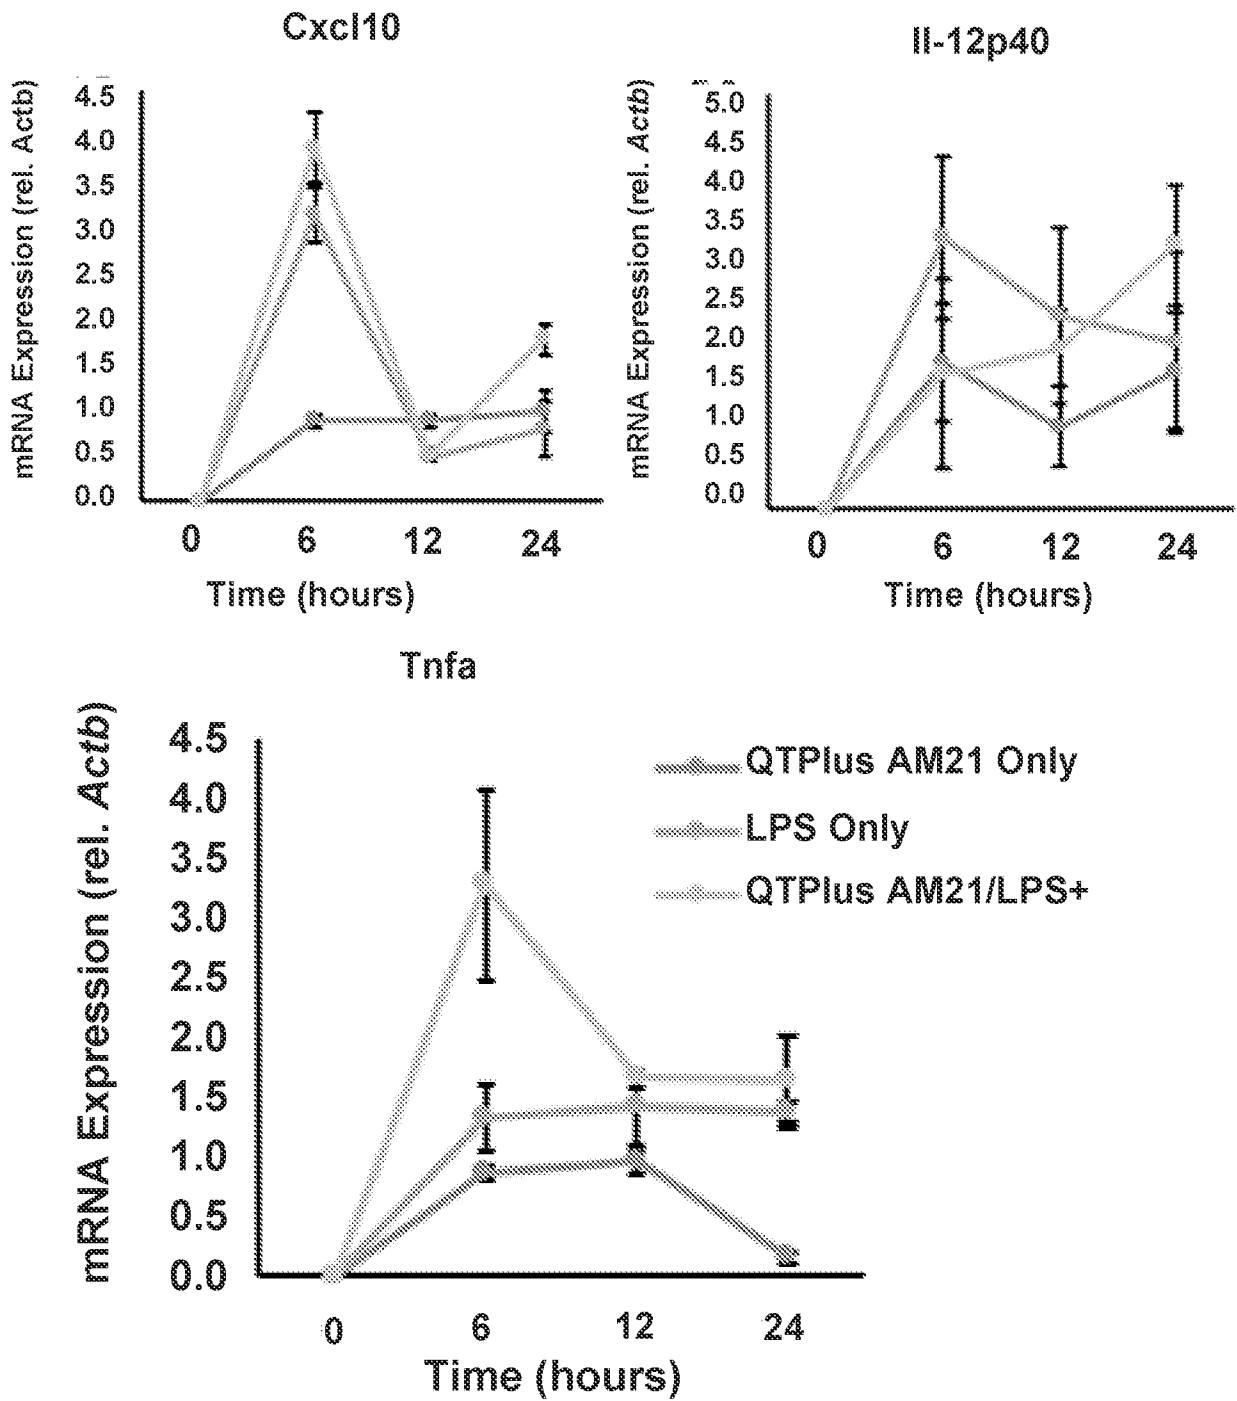 Cxcl10
mRNA Expression (rel. Actb)
4.5
4.0
3.5
3.0
2.5
2.0
1.5
1.0
0.5
0.0
0 6 12 24
Time (hours)
Il-12p40
mRNA Expression (rel. Actb)
5.0
4.5
4.0
3.5
3.0
2.5
2.0
1.5
1.0
0.5
0.0
0 6 12 24
Time (hours)
Tnfa
mRNA Expression (rel. Actb)
4.5
4.0
3.5
3.0
2.5
2.0
1.5
1.0
0.5
0.0
0 6 12 24
Time (hours)
QTPlus AM21 Only
LPS Only
QTPlus AM21/LPS+